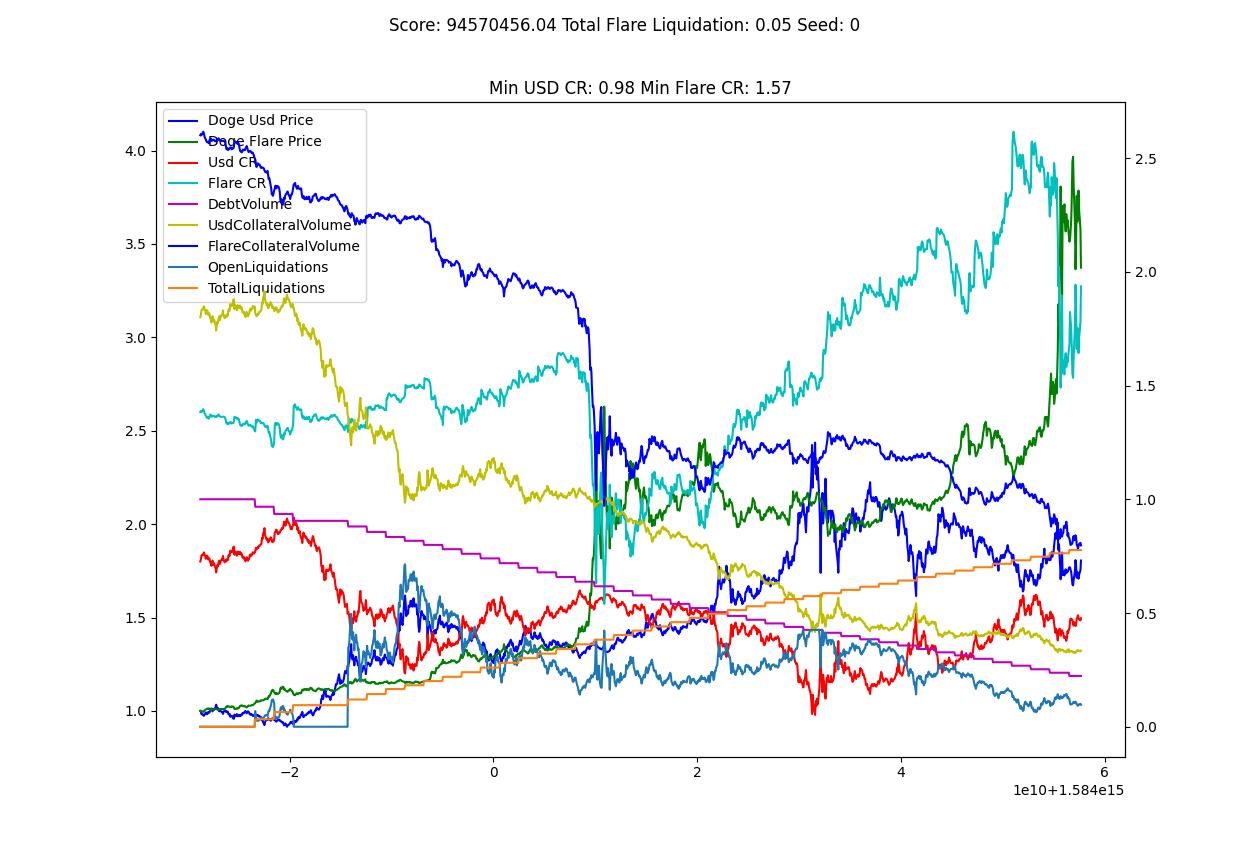 Score: 94570456.04 Total Flare Liquidation: 0.05 Seed: 0
Min USD CR: 0.98 Min Flare CR: 1.57
Doge Usd Price
Doge Flare Price
Usd CR
Flare CR
DebtVolume
UsdCollateralVolume
FlareCollateralVolume
OpenLiquidations
TotalLiquidations
4.0
3.5
3.0
2.5
2.0
1.5
1.0
2.5
2.0
1.5
1.0
0.5
0.0
−2
0
2
4
6
1e10+1.584e15